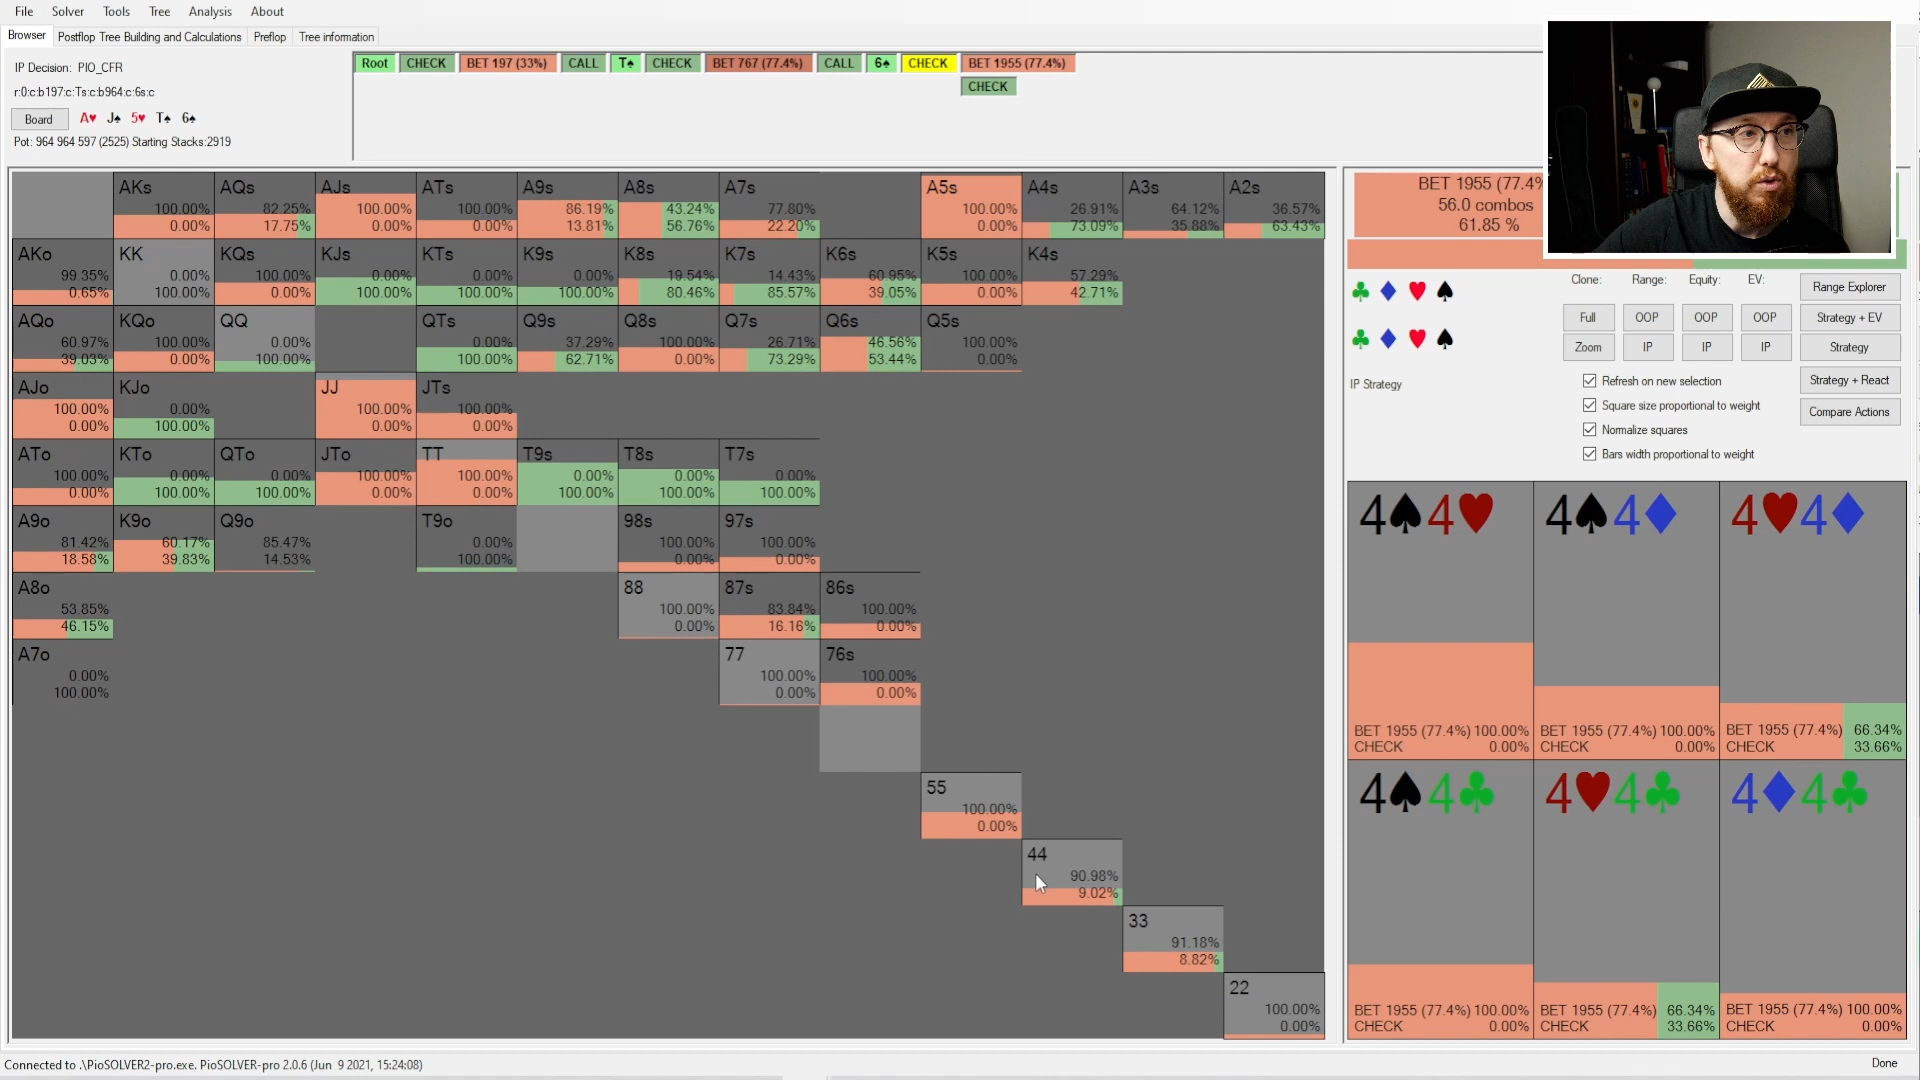 File Solver Tools Tree Analysis About
Browser Postflop Tree Building and Calculations Preflop Tree information
IP Decision: PIO_CFR
r:0:c:b197:c:Ts:c:b964:c:6s:c
Board A♥ J♠ 5♥ T♠ 6♠
Pot: 964 964 597 (2525) Starting Stacks:2919
Root CHECK BET 197 (33%) CALL T♠ CHECK BET 767 (77.4%) CALL 6♠ CHECK BET 1955 (77.4%)
CHECK
AKs AQs AJs ATs A9s A8s A7s A5s A4s A3s A2s
100.00% 82.25% 100.00% 100.00% 86.19% 43.24% 77.80% 100.00% 26.91% 64.12% 36.57%
0.00% 17.75% 0.00% 0.00% 13.81% 56.76% 22.20% 0.00% 73.09% 35.88% 63.43%
AKo KK KQs KJs KTs K9s K8s K7s K6s K5s K4s
99.35% 0.00% 100.00% 0.00% 0.00% 0.00% 19.54% 14.43% 60.95% 100.00% 57.29%
0.65% 100.00% 0.00% 100.00% 100.00% 100.00% 80.46% 85.57% 39.05% 0.00% 42.71%
AQo KQo QQ QTs Q9s Q8s Q7s Q6s Q5s
60.97% 100.00% 0.00% 0.00% 37.29% 100.00% 26.71% 46.56% 100.00%
39.03% 0.00% 100.00% 100.00% 62.71% 0.00% 73.29% 53.44% 0.00%
AJo KJo JJ JTs
100.00% 0.00% 100.00% 100.00%
0.00% 100.00% 0.00% 0.00%
ATo KTo QTo JTo TT T9s T8s T7s
100.00% 0.00% 0.00% 100.00% 100.00% 0.00% 0.00% 0.00%
0.00% 100.00% 100.00% 0.00% 0.00% 100.00% 100.00% 100.00%
A9o K9o Q9o T9o 98s 97s
81.42% 60.17% 85.47% 0.00% 100.00% 100.00%
18.58% 39.83% 14.53% 100.00% 0.00% 0.00%
A8o 88 87s 86s
53.85% 100.00% 83.84% 100.00%
46.15% 0.00% 16.16% 0.00%
A7o 77 76s
0.00% 100.00% 100.00%
100.00% 0.00% 0.00%
55
100.00%
0.00%
44
90.98%
9.02%
33
91.18%
8.82%
22
100.00%
0.00%
BET 1955 (77.4%
56.0 combos
61.85 %
♣ ♦ ♥ ♠
♣ ♦ ♥ ♠
IP Strategy
Clone: Range: Equity: EV: Range Explorer
Full OOP OOP OOP Strategy + EV
Zoom IP IP IP Strategy
Refresh on new selection Strategy + React
Square size proportional to weight Compare Actions
Normalize squares
Bars width proportional to weight
4♠4♥ 4♠4♦ 4♥4♦
BET 1955 (77.4%) 100.00% BET 1955 (77.4%) 100.00% BET 1955 (77.4%) 66.34%
CHECK 0.00% CHECK 0.00% CHECK 33.66%
4♠4♣ 4♥4♣ 4♦4♣
BET 1955 (77.4%) 100.00% BET 1955 (77.4%) 66.34% BET 1955 (77.4%) 100.00%
CHECK 0.00% CHECK 33.66% CHECK 0.00%
Connected to .\PioSOLVER2-pro.exe. PioSOLVER-pro 2.0.6 (Jun 9 2021, 15:24:08) Done